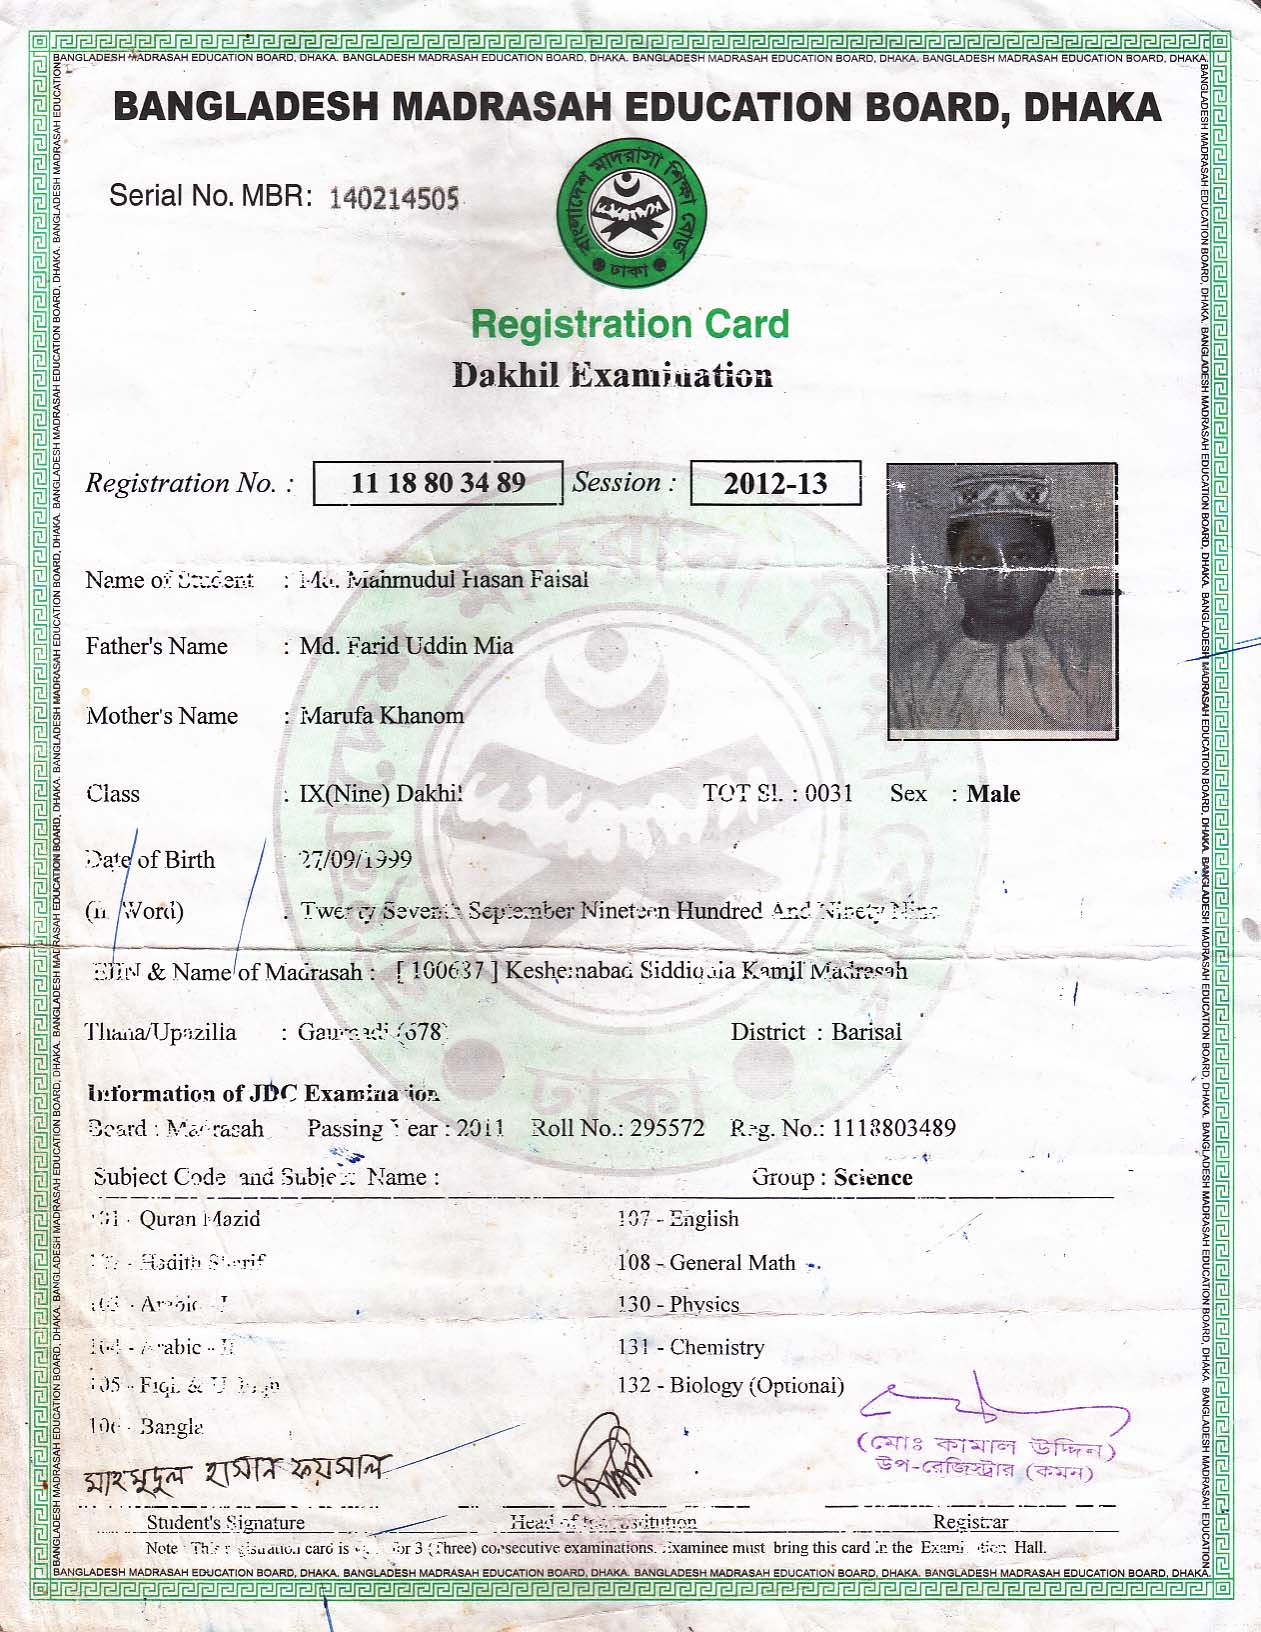 BANGLADESH MADRASAH EDUCATION BOARD, DHAKA. BANGLADESH MADRASAH EDUCATION BOARD, DHAKA. BANGLADESH MADRASAH EDUCATION BOARD, DHAKA. BANGLADESH MADRASAH EDUCATION BOARD, DHAKA.
BANGLADESH MADRASAH EDUCATION BOARD, DHAKA
Serial No. MBR: 140214505
বাংলাদেশ মাদরাসা শিক্ষা বোর্ড
ঢাকা
Registration Card
Dakhil Examination
Registration No. : 11 18 80 34 89 Session : 2012-13
Name of Student : Md. Mahmudul Hasan Faisal
Father's Name : Md. Farid Uddin Mia
Mother's Name : Marufa Khanom
Class : IX(Nine) Dakhil TOT Sl. : 0031 Sex : Male
Date of Birth : 27/09/1999
(In Word) : Twenty Seventh September Nineteen Hundred And Ninety Nine
EIIN & Name of Madrasah : [ 100637 ] Keshernabad Siddiquia Kamil Madrasah
Thana/Upazilla : Gaurnadi (678) District : Barisal
Information of JDC Examination
Board : Madrasah Passing Year : 2011 Roll No.: 295572 Reg. No.: 1118803489
Subject Code and Subject Name : Group : Science
101 - Quran Mazid 107 - English
102 - Hadith Sharif 108 - General Math
103 - Arabic - I 130 - Physics
104 - Arabic - II 131 - Chemistry
105 - Fiqh & 132 - Biology (Optional)
106 - Bangla
(মোঃ কামাল উদ্দিন)
উপ-রেজিস্ট্রার (কমন)
মাহমুদুল হাসান ফয়সাল
Student's Signature Head of the Institution Registrar
Note : This registration card is valid for 3 (Three) consecutive examinations. Examinee must bring this card in the Examination Hall.
BANGLADESH MADRASAH EDUCATION BOARD, DHAKA. BANGLADESH MADRASAH EDUCATION BOARD, DHAKA. BANGLADESH MADRASAH EDUCATION BOARD, DHAKA. BANGLADESH MADRASAH EDUCATION BOARD, DHAKA.